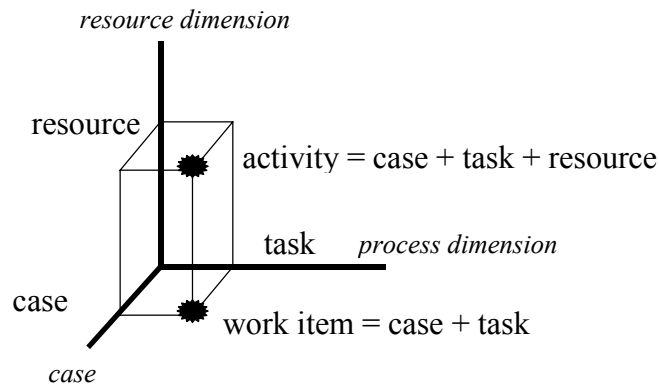 resource dimension
resource
activity = case + task + resource
task
process dimension
case
work item = case + task
case